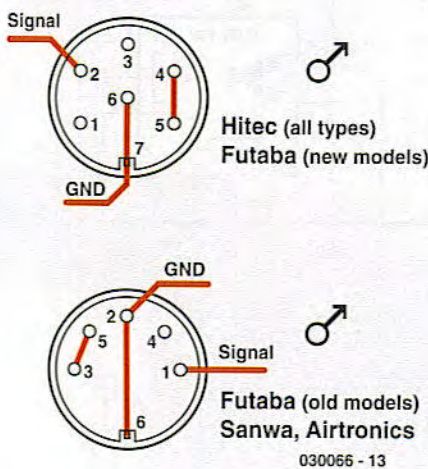 Signal
3
2
4
6
1
5
7
Hitec (all types)
Futaba (new models)
GND
GND
2
5
4
Signal
3
1
6
Futaba (old models)
Sanwa, Airtronics
030066 - 13